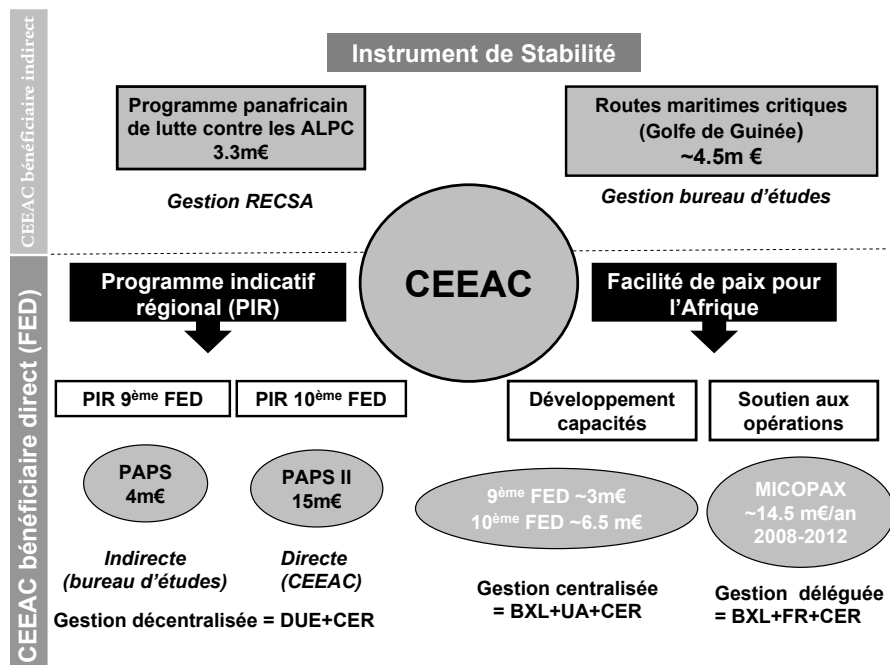 CEEAC bénéficiaire indirect
Instrument de Stabilité
Programme panafricain
de lutte contre les ALPC
3.3m€
Gestion RECSA
Routes maritimes critiques
(Golfe de Guinée)
~4.5m €
Gestion bureau d’études
CEEAC
CEEAC bénéficiaire direct (FED)
Programme indicatif
régional (PIR)
Facilité de paix pour
l’Afrique
PIR 9ème FED
PIR 10ème FED
Développement
capacités
Soutien aux
opérations
PAPS
4m€
PAPS II
15m€
9ème FED ~3m€
10ème FED ~6.5 m€
MICOPAX
~14.5 m€/an
2008-2012
Indirecte
(bureau d’études)
Directe
(CEEAC)
Gestion décentralisée = DUE+CER
Gestion centralisée
= BXL+UA+CER
Gestion déléguée
= BXL+FR+CER